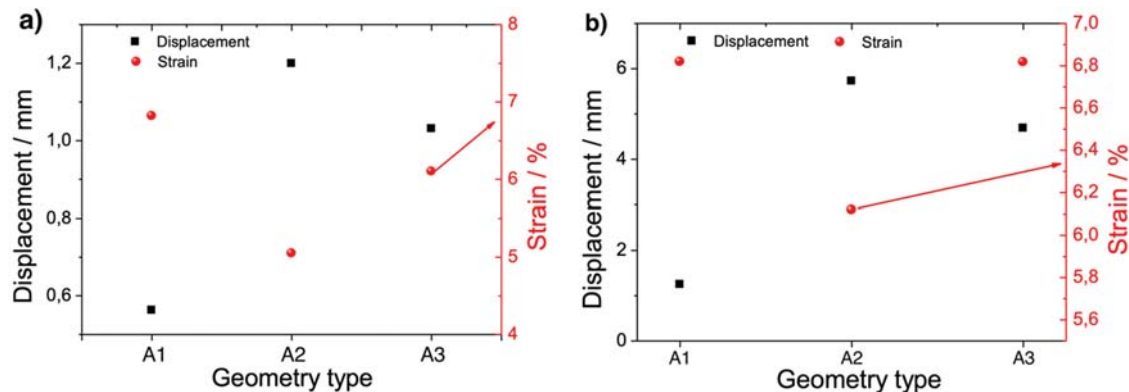 a)
Displacement
Strain
Displacement / mm
1,2
1,0
0,8
0,6
8
7
6
5
4
Strain / %
A1 A2 A3
Geometry type
b)
Displacement Strain
Displacement / mm
6
4
2
0
7,0
6,8
6,6
6,4
6,2
6,0
5,8
5,6
Strain / %
A1 A2 A3
Geometry type